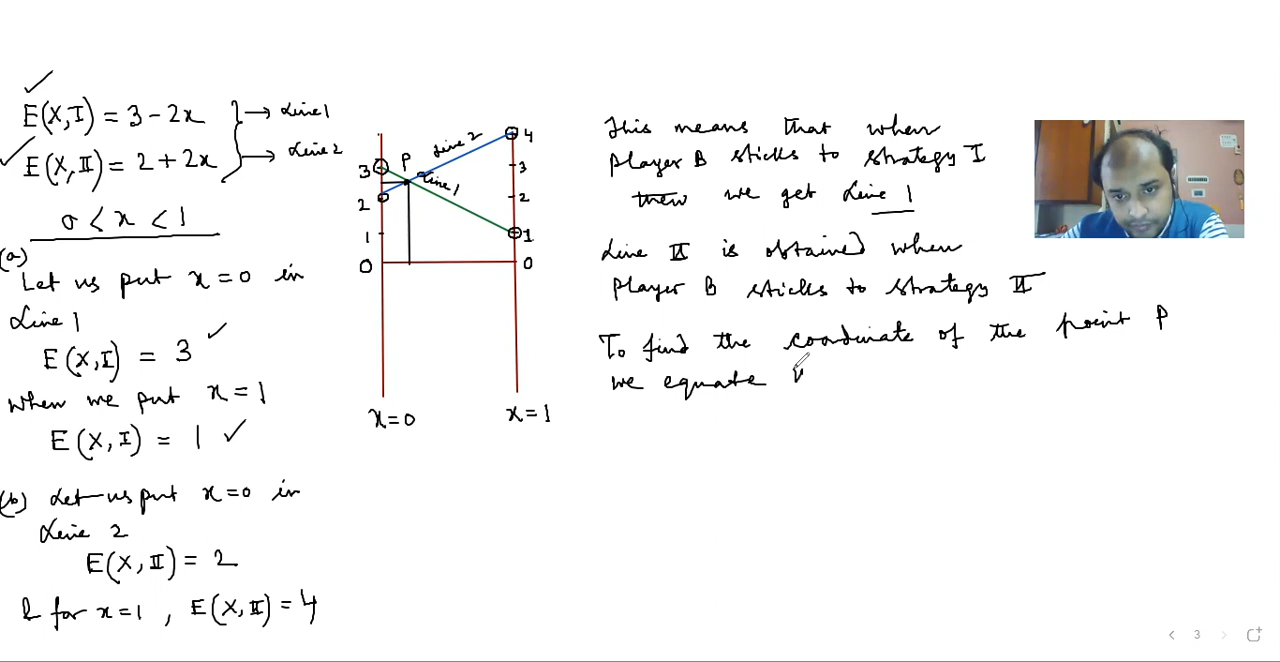 E(X,I) = 3 - 2x → Line 1
E(X,II) = 2 + 2x → Line 2
0 < x < 1
(a)
Let us put x = 0 in
Line 1
E(X,I) = 3
When we put x = 1
E(X,I) = 1
(b) Let us put x = 0 in
Line 2
E(X,II) = 2
& for x = 1, E(X,II) = 4
P
Line 2
Line 1
3
2
1
0
4
3
2
1
0
x = 0
x = 1
This means that when
Player B sticks to strategy I
then we get Line 1
Line II is obtained when
Player B sticks to strategy II
To find the coordinate of the point P
we equate
3